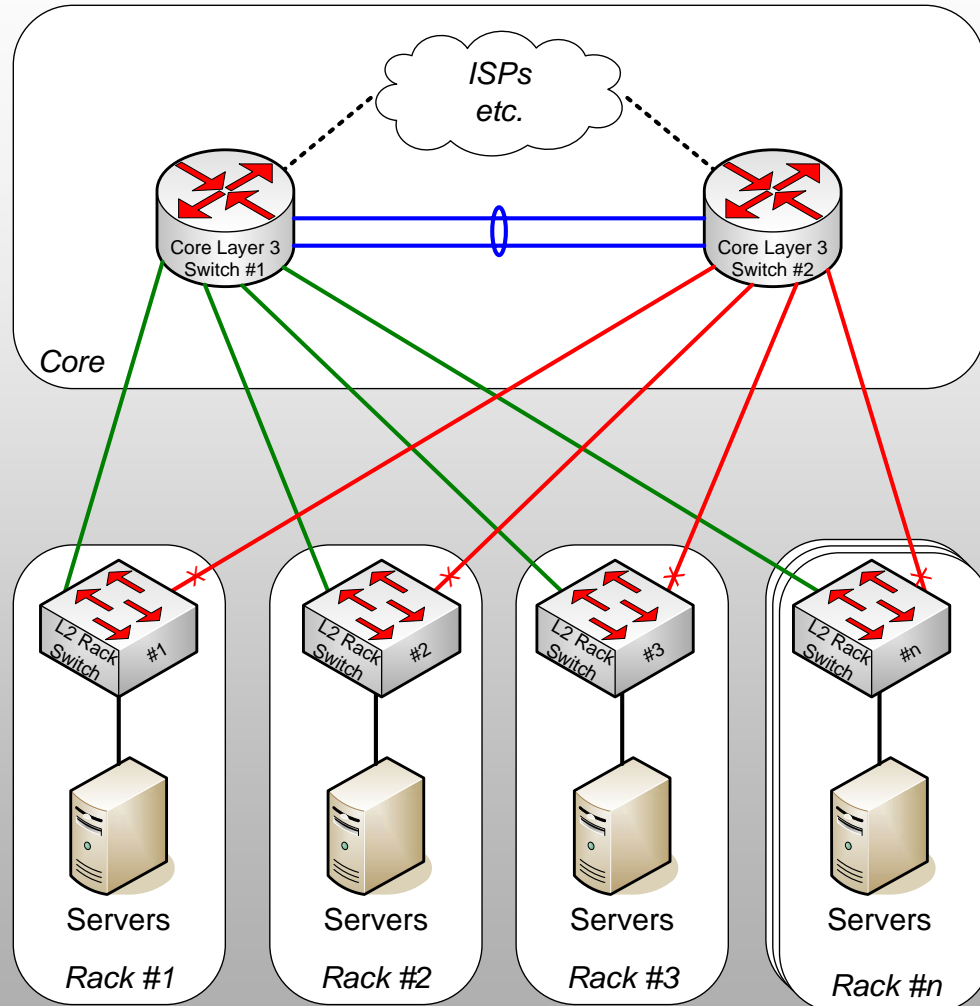 ISPs
etc.
Core Layer 3
Switch #1
Core Layer 3
Switch #2
Core
L2 Rack
Switch
#1
L2 Rack
Switch
#2
L2 Rack
Switch
#3
L2 Rack
Switch
#n
Servers
Servers
Servers
Servers
Rack #1
Rack #2
Rack #3
Rack #n